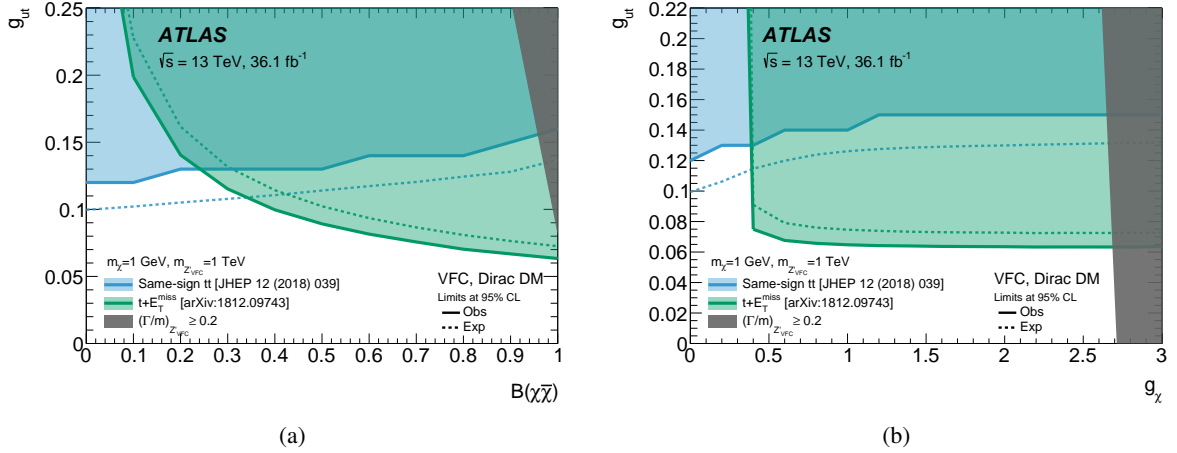 g_ut
0.25
0.2
0.15
0.1
0.05
0
ATLAS
√s = 13 TeV, 36.1 fb⁻¹
m_χ=1 GeV, m_Z'_VFC=1 TeV
Same-sign tt [JHEP 12 (2018) 039]
t+E_T^miss [arXiv:1812.09743]
(Γ/m)_Z'_VFC ≥ 0.2
VFC, Dirac DM
Limits at 95% CL
Obs
Exp
0 0.1 0.2 0.3 0.4 0.5 0.6 0.7 0.8 0.9 1
B(χχ̅)
(a)
g_ut
0.22
0.2
0.18
0.16
0.14
0.12
0.1
0.08
0.06
0.04
0.02
0
ATLAS
√s = 13 TeV, 36.1 fb⁻¹
m_χ=1 GeV, m_Z'_VFC=1 TeV
Same-sign tt [JHEP 12 (2018) 039]
t+E_T^miss [arXiv:1812.09743]
(Γ/m)_Z'_VFC ≥ 0.2
VFC, Dirac DM
Limits at 95% CL
Obs
Exp
0 0.5 1 1.5 2 2.5 3
g_χ
(b)